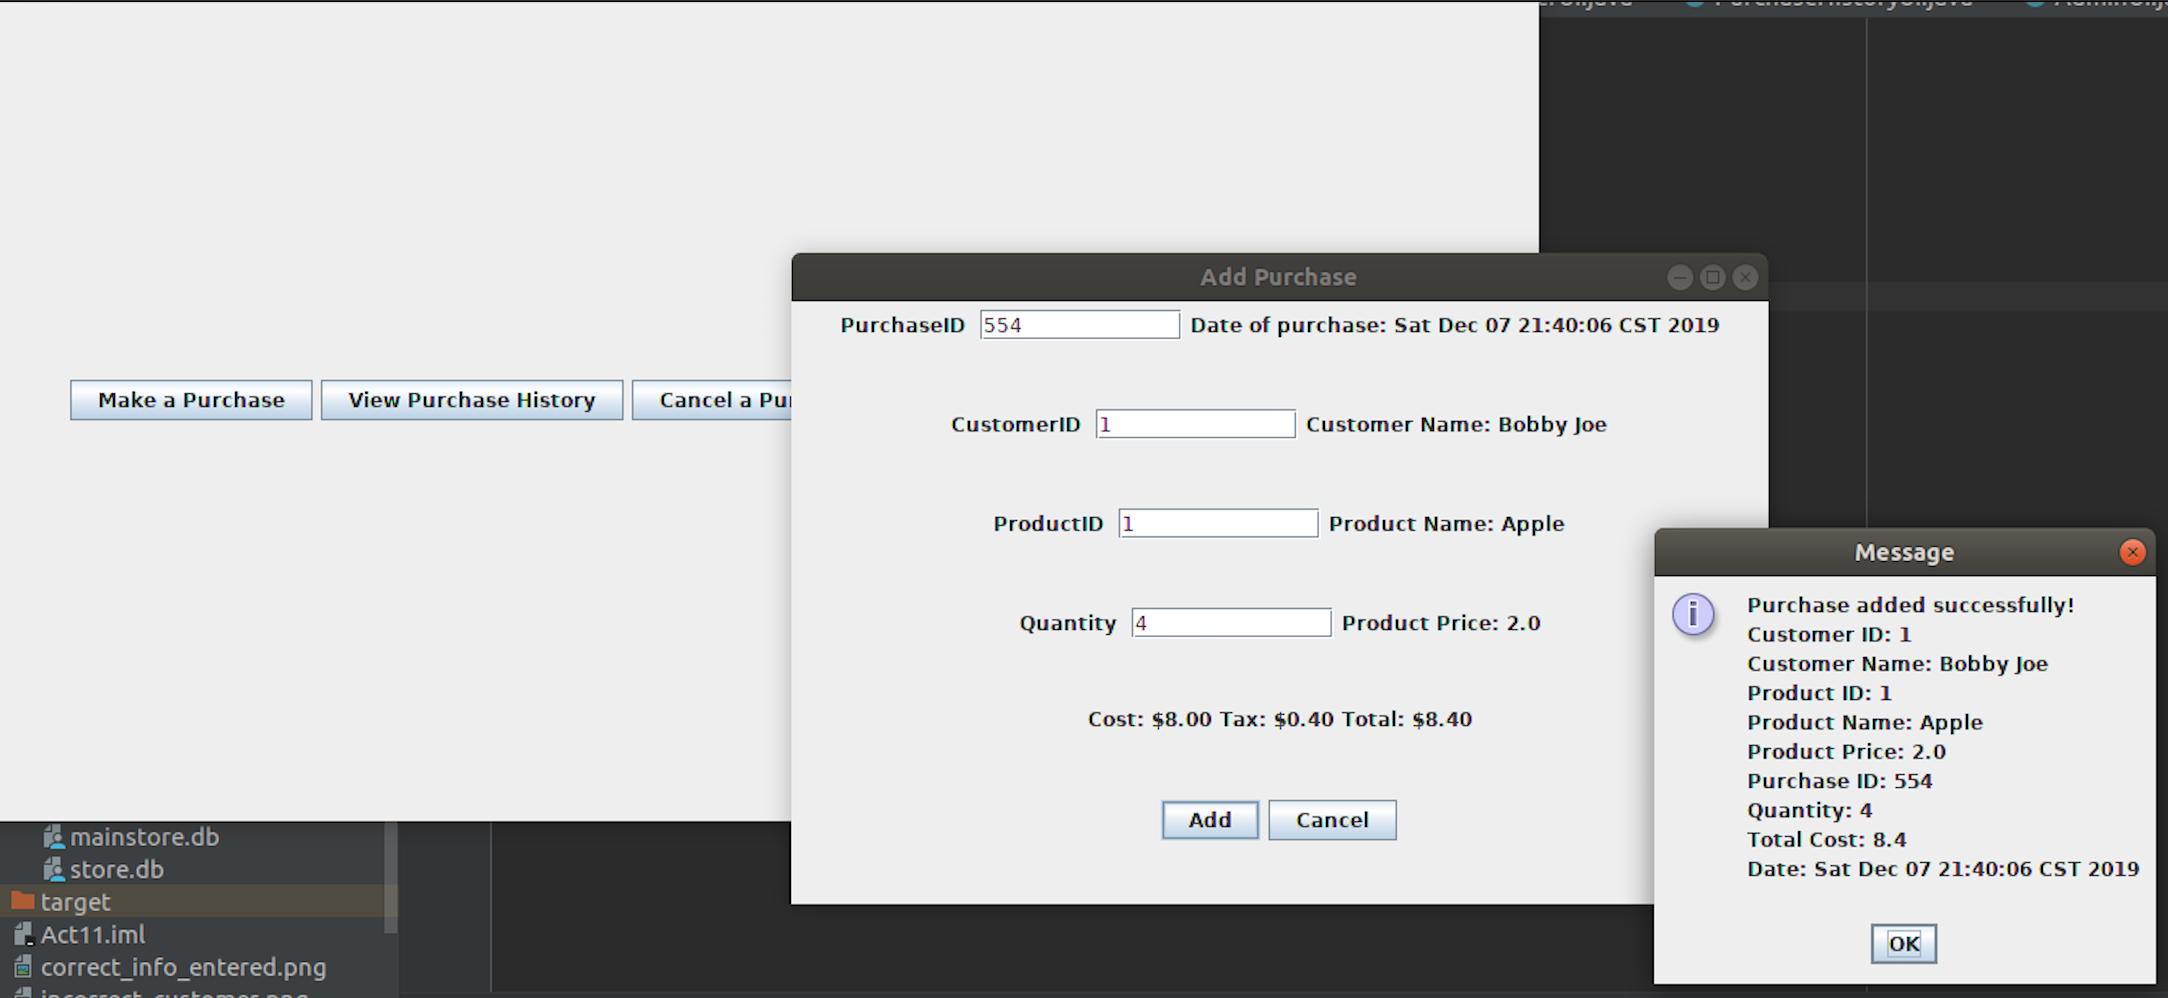 PurchaseHistoryUI.java
Add Purchase
PurchaseID 554 Date of purchase: Sat Dec 07 21:40:06 CST 2019
Make a Purchase View Purchase History Cancel a Pur
CustomerID 1 Customer Name: Bobby Joe
ProductID 1 Product Name: Apple
Quantity 4 Product Price: 2.0
Cost: $8.00 Tax: $0.40 Total: $8.40
Add Cancel
Message
Purchase added successfully!
Customer ID: 1
Customer Name: Bobby Joe
Product ID: 1
Product Name: Apple
Product Price: 2.0
Purchase ID: 554
Quantity: 4
Total Cost: 8.4
Date: Sat Dec 07 21:40:06 CST 2019
OK
mainstore.db
store.db
target
Act11.iml
correct_info_entered.png
incorrect_customer.png